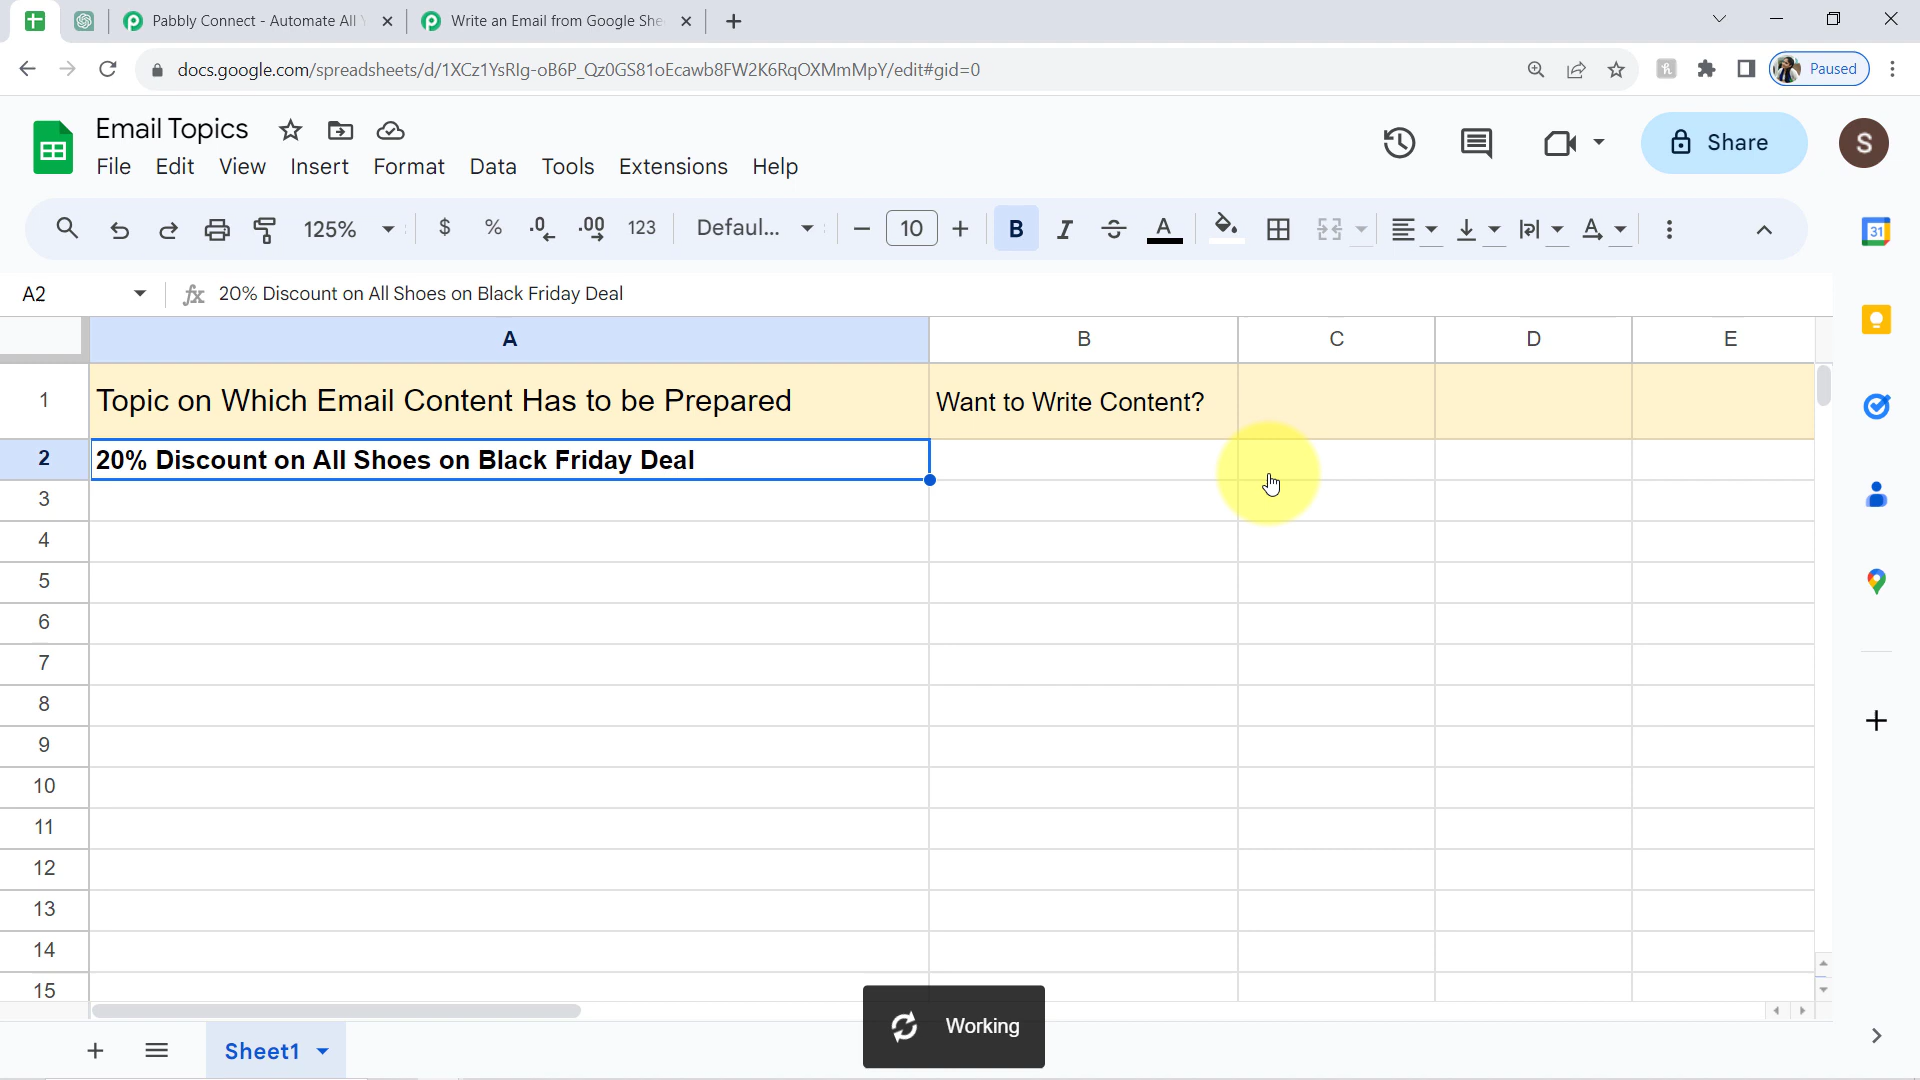 Pabbly Connect - Automate All
Write an Email from Google She
docs.google.com/spreadsheets/d/1XCz1YsRlg-oB6P_Qz0GS81oEcawb8FW2K6RqOXMmMpY/edit#gid=0
Paused
Email Topics
File Edit View Insert Format Data Tools Extensions Help
Share
S
125% $ % .0 .00 123 Defaul... 10 B I A
31
A2 fx 20% Discount on All Shoes on Black Friday Deal
A B C D E
1 Topic on Which Email Content Has to be Prepared Want to Write Content?
2 20% Discount on All Shoes on Black Friday Deal
3
4
5
6
7
8
9
10
11
12
13
14
15
Working
Sheet1